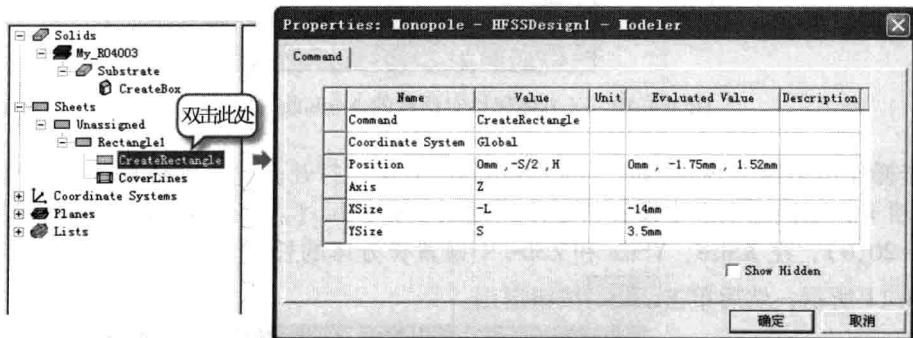 Solids
My_R04003
Substrate
CreateBox
Sheets
Unassigned
Rectangle1
CreateRectangle
CoverLines
Coordinate Systems
Planes
Lists
双击此处
Properties: Monopole - HFSSDesign1 - Modeler
Command
Name Value Unit Evaluated Value Description
Command CreateRectangle
Coordinate System Global
Position 0mm ,-S/2 ,H 0mm , -1.75mm , 1.52mm
Axis Z
XSize -L -14mm
YSize S 3.5mm
Show Hidden
确定 取消